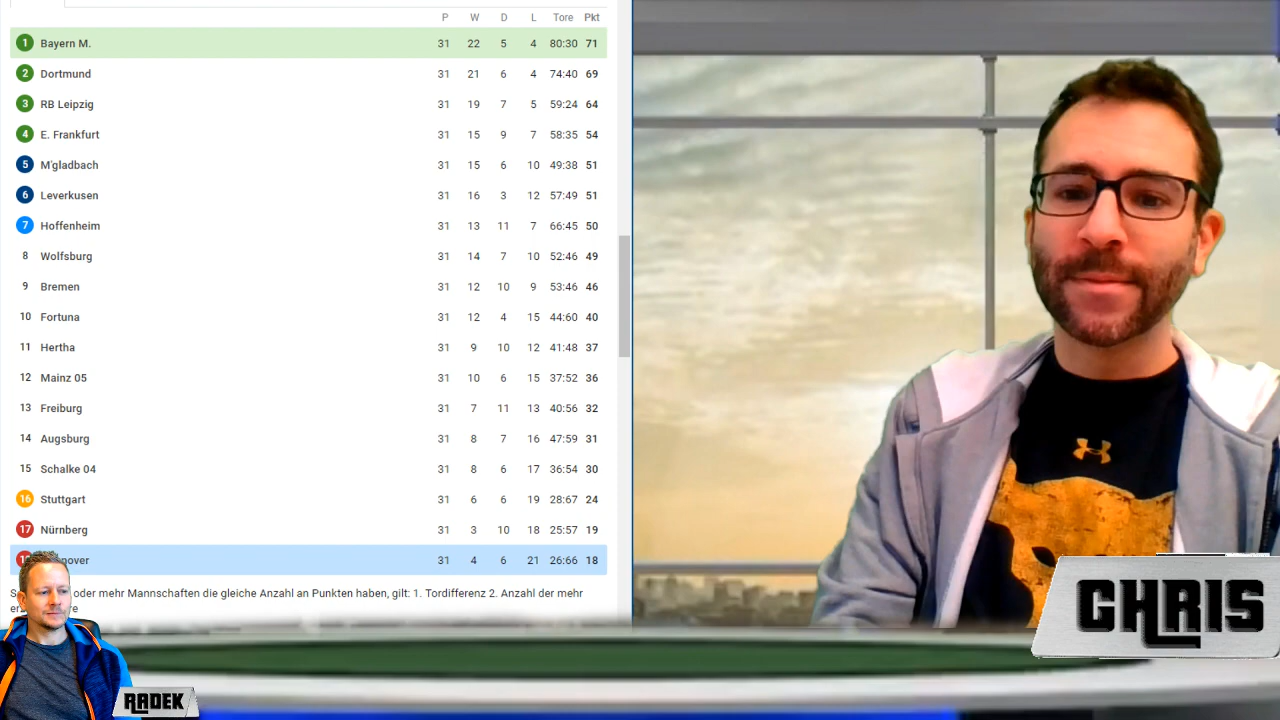 P W D L Tore Pkt
1 Bayern M. 31 22 5 4 80:30 71
2 Dortmund 31 21 6 4 74:40 69
3 RB Leipzig 31 19 7 5 59:24 64
4 E. Frankfurt 31 15 9 7 58:35 54
5 M'gladbach 31 15 6 10 49:38 51
6 Leverkusen 31 16 3 12 57:49 51
7 Hoffenheim 31 13 11 7 66:45 50
8 Wolfsburg 31 14 7 10 52:46 49
9 Bremen 31 12 10 9 53:46 46
10 Fortuna 31 12 4 15 44:60 40
11 Hertha 31 9 10 12 41:48 37
12 Mainz 05 31 10 6 15 37:52 36
13 Freiburg 31 7 11 13 40:56 32
14 Augsburg 31 8 7 16 47:59 31
15 Schalke 04 31 8 6 17 36:54 30
16 Stuttgart 31 6 6 19 28:67 24
17 Nürnberg 31 3 10 18 25:57 19
nover 31 4 6 21 26:66 18
oder mehr Mannschaften die gleiche Anzahl an Punkten haben, gilt: 1. Tordifferenz 2. Anzahl der mehr
CHRIS
RADEK